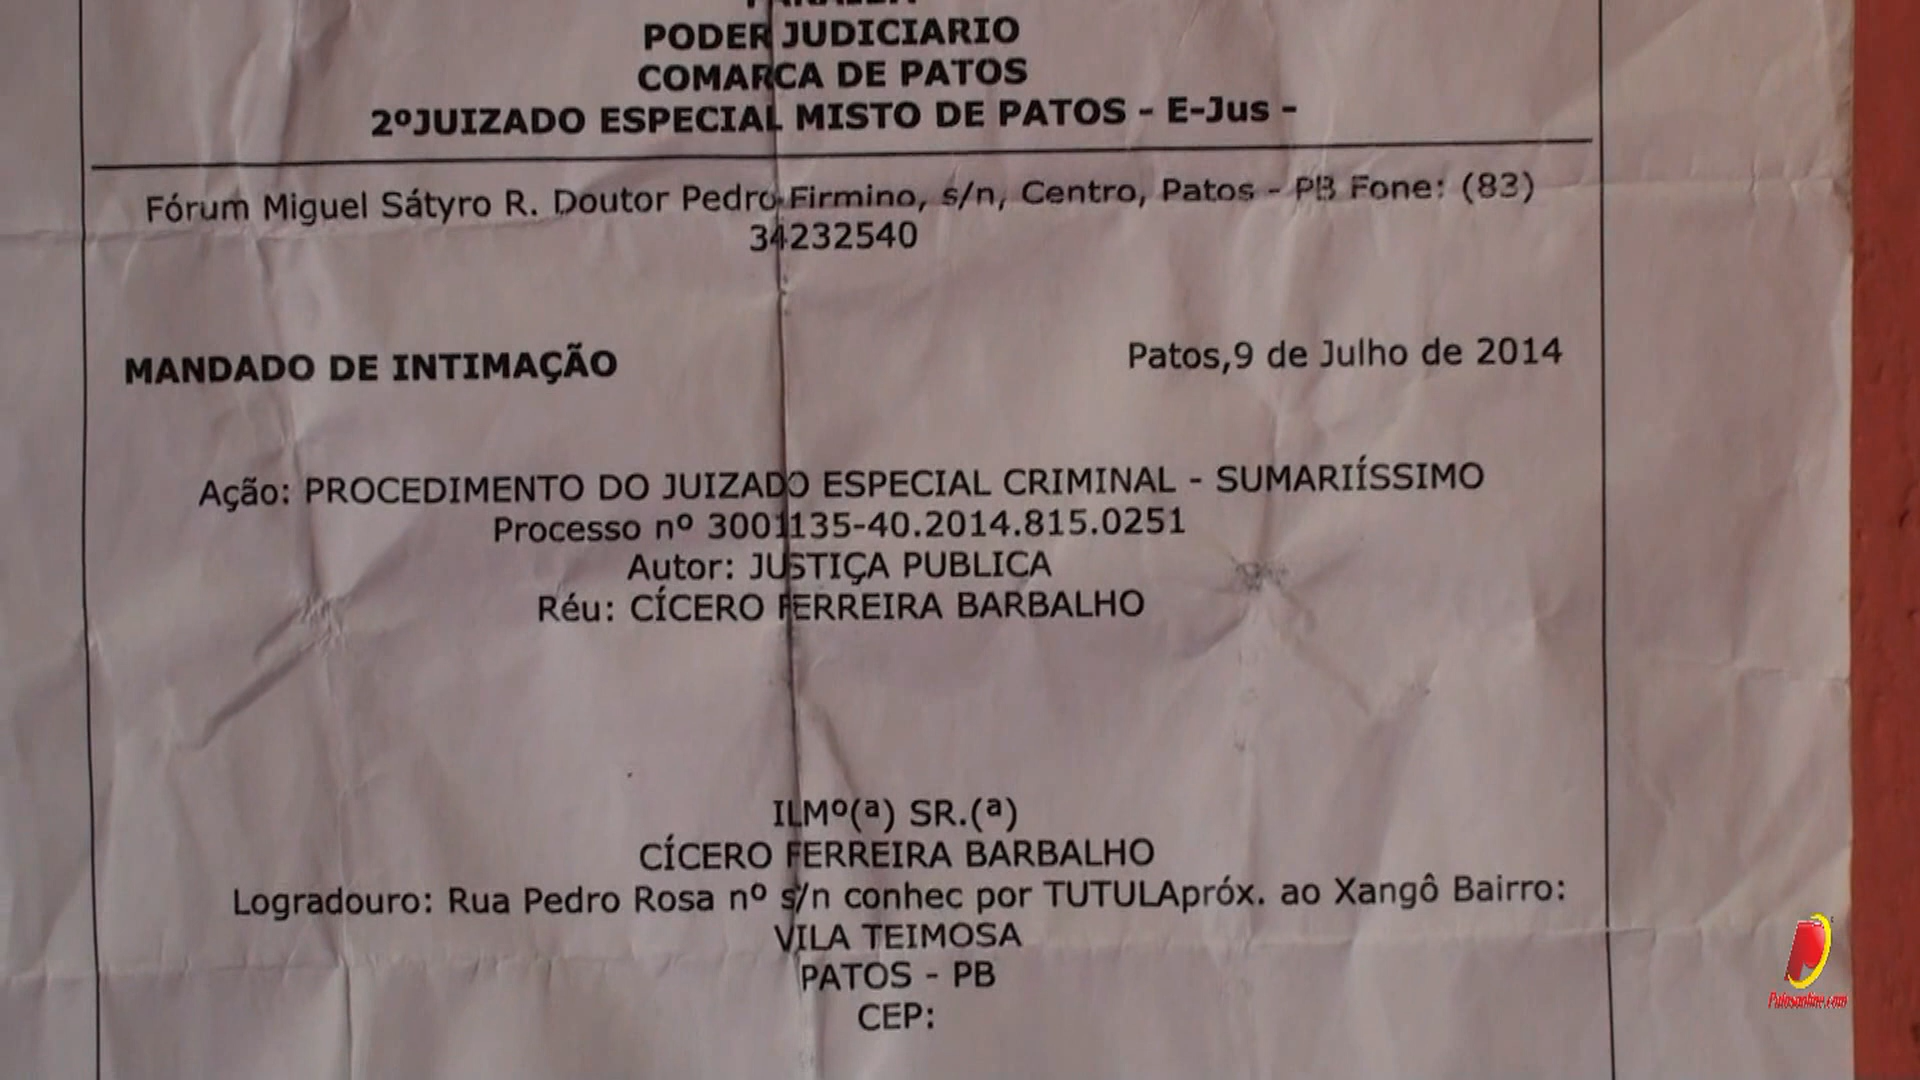 PODER JUDICIARIO
COMARCA DE PATOS
2ºJUIZADO ESPECIAL MISTO DE PATOS - E-Jus -
Fórum Miguel Sátyro R. Doutor Pedro Firmino, s/n, Centro, Patos - PB Fone: (83)
34232540
MANDADO DE INTIMAÇÃO
Patos,9 de Julho de 2014
Ação: PROCEDIMENTO DO JUIZADO ESPECIAL CRIMINAL - SUMARIÍSSIMO
Processo nº 3001135-40.2014.815.0251
Autor: JUSTIÇA PUBLICA
Réu: CÍCERO FERREIRA BARBALHO
ILMº(ª) SR.(ª)
CÍCERO FERREIRA BARBALHO
Logradouro: Rua Pedro Rosa nº s/n conhec por TUTULApróx. ao Xangô Bairro:
VILA TEIMOSA
PATOS - PB
CEP:
Patosonline.com